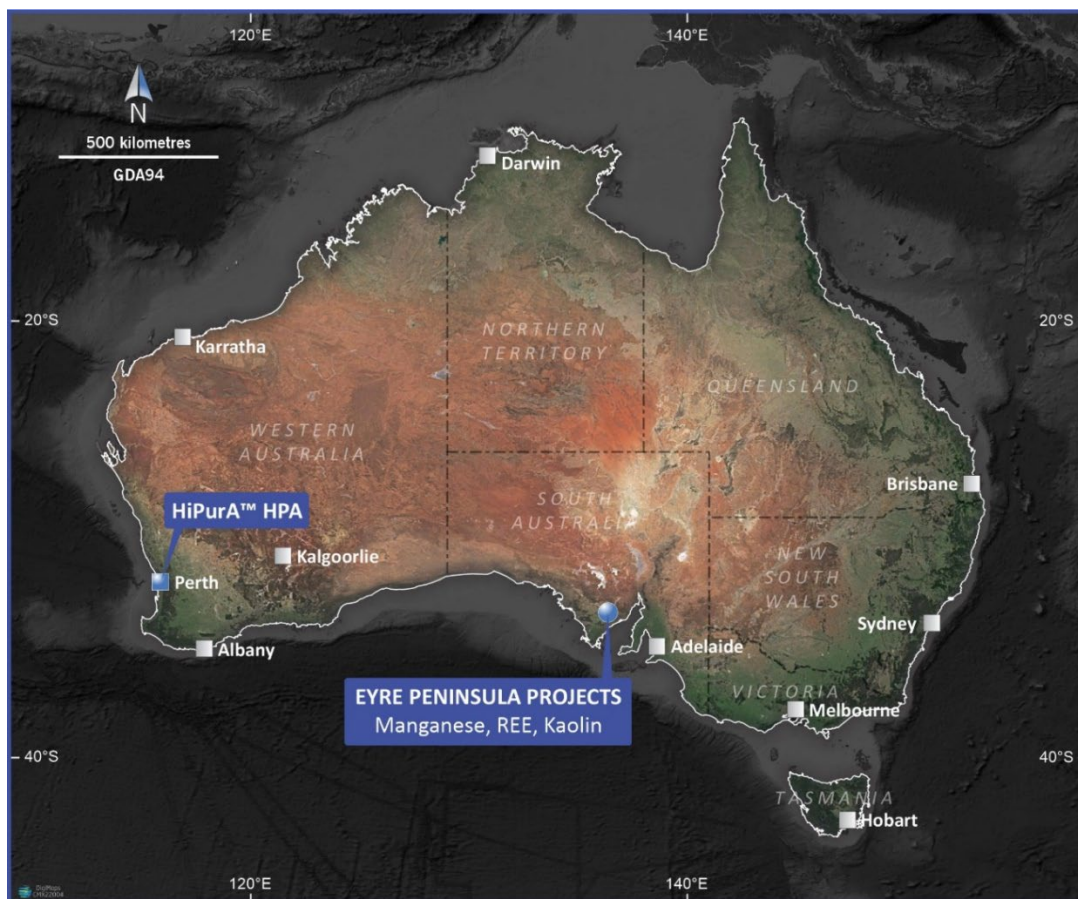 120°E
140°E
N
500 kilometres
GDA94
Darwin
20°S
20°S
Karratha
NORTHERN
TERRITORY
QUEENSLAND
WESTERN
AUSTRALIA
Brisbane
HiPurA™ HPA
SOUTH
AUSTRALIA
Kalgoorlie
NEW
SOUTH
WALES
Perth
Sydney
Albany
Adelaide
EYRE PENINSULA PROJECTS
Manganese, REE, Kaolin
VICTORIA
Melbourne
40°S
40°S
TASMANIA
Hobart
120°E
140°E